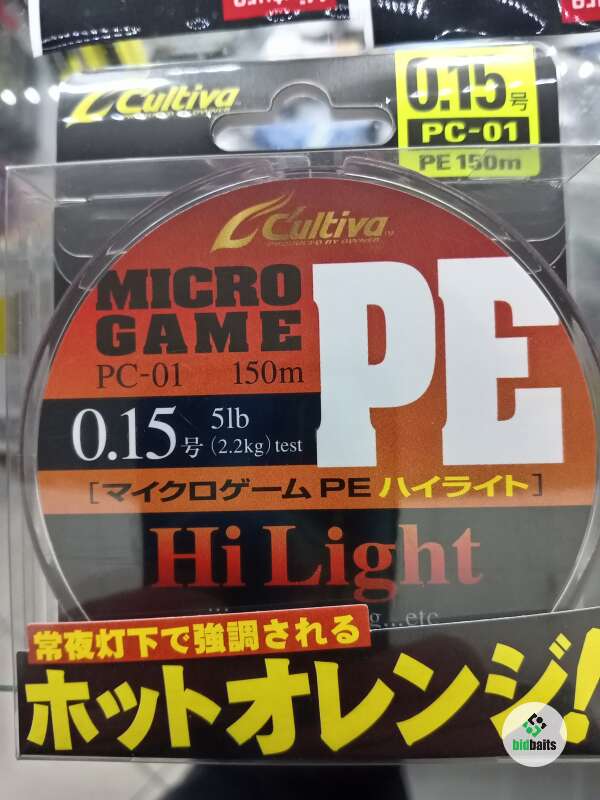 Cultiva
0.15号
PC-01
PE 150m
Cultiva
PRODUCED BY OWNER
MICRO
GAME
PE
PC-01 150m
0.15号 5lb
(2.2kg) test
[マイクロゲームPEハイライト]
Hi Light
...etc
常夜灯下で強調される
ホットオレンジ!
bidbaits